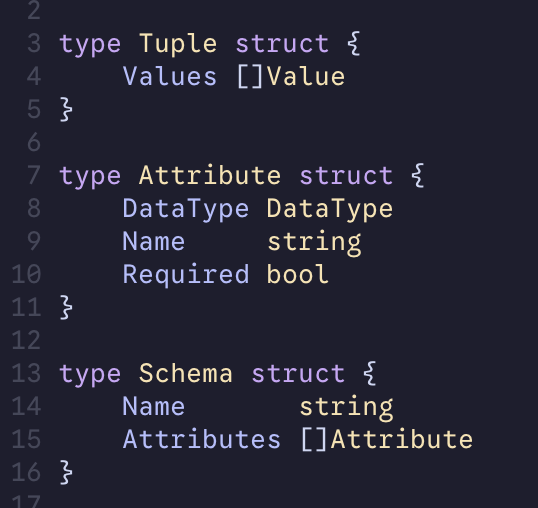 2
3 type Tuple struct {
4     Values []Value
5 }
6
7 type Attribute struct {
8     DataType DataType
9     Name     string
10     Required bool
11 }
12
13 type Schema struct {
14     Name       string
15     Attributes []Attribute
16 }
17